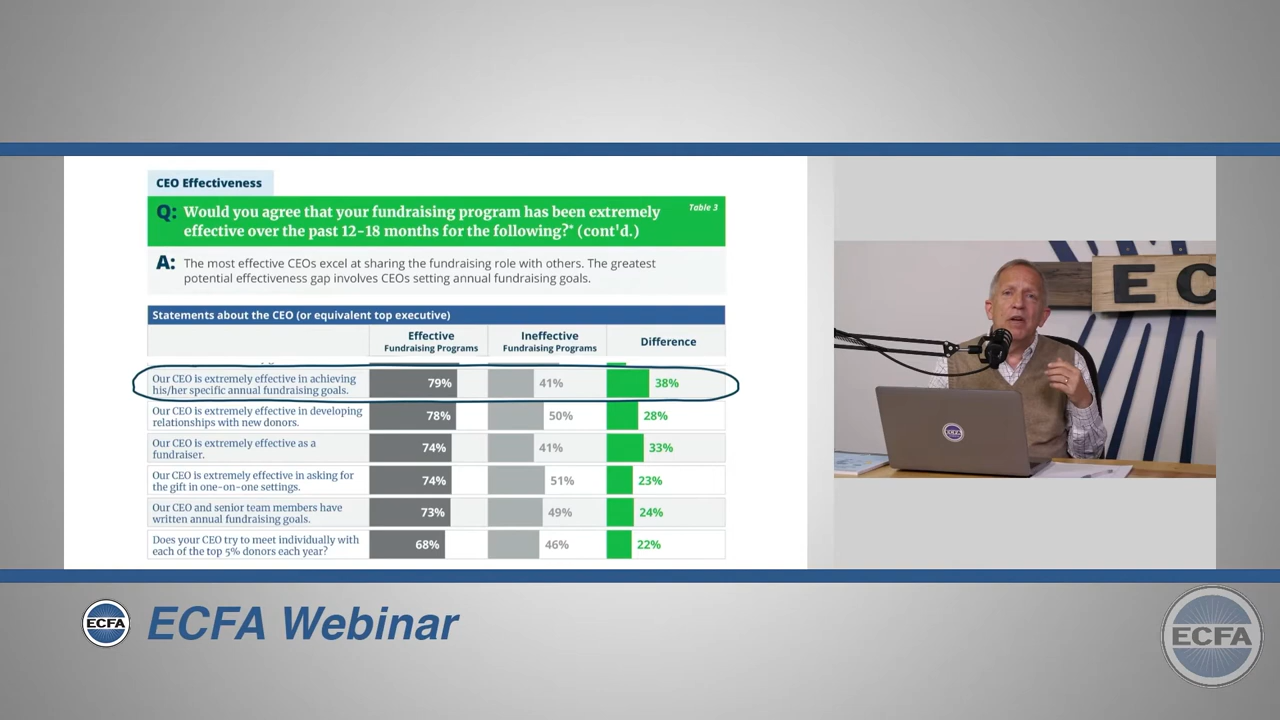 CEO Effectiveness
Q: Would you agree that your fundraising program has been extremely
effective over the past 12-18 months for the following?* (cont'd.)
Table 3
A: The most effective CEOs excel at sharing the fundraising role with others. The greatest
potential effectiveness gap involves CEOs setting annual fundraising goals.
Statements about the CEO (or equivalent top executive)
Effective
Fundraising Programs
Ineffective
Fundraising Programs
Difference
Our CEO is extremely effective in achieving
his/her specific annual fundraising goals.
79% 41% 38%
Our CEO is extremely effective in developing
relationships with new donors.
78% 50% 28%
Our CEO is extremely effective as a
fundraiser.
74% 41% 33%
Our CEO is extremely effective in asking for
the gift in one-on-one settings.
74% 51% 23%
Our CEO and senior team members have
written annual fundraising goals.
73% 49% 24%
Does your CEO try to meet individually with
each of the top 5% donors each year?
68% 46% 22%
EC
ECFA
ECFA Webinar
ECFA